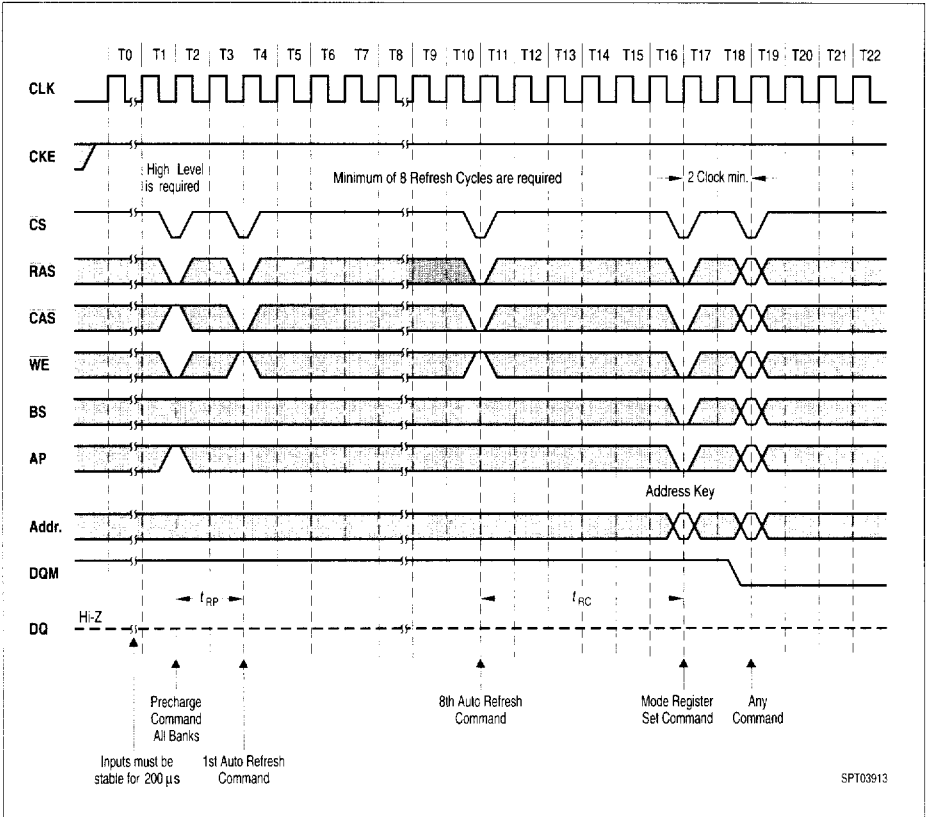 T0 T1 T2 T3 T4 T5 T6 T7 T8 T9 T10 T11 T12 T13 T14 T15 T16 T17 T18 T19 T20 T21 T22
CLK
CKE
High Level
is required
Minimum of 8 Refresh Cycles are required
2 Clock min.
CS
RAS
CAS
WE
BS
AP
Address Key
Addr.
DQM
tRP
tRC
Hi-Z
DQ
Precharge
Command
All Banks
8th Auto Refresh
Command
Mode Register
Set Command
Any
Command
Inputs must be
stable for 200 µs
1st Auto Refresh
Command
SPT03913